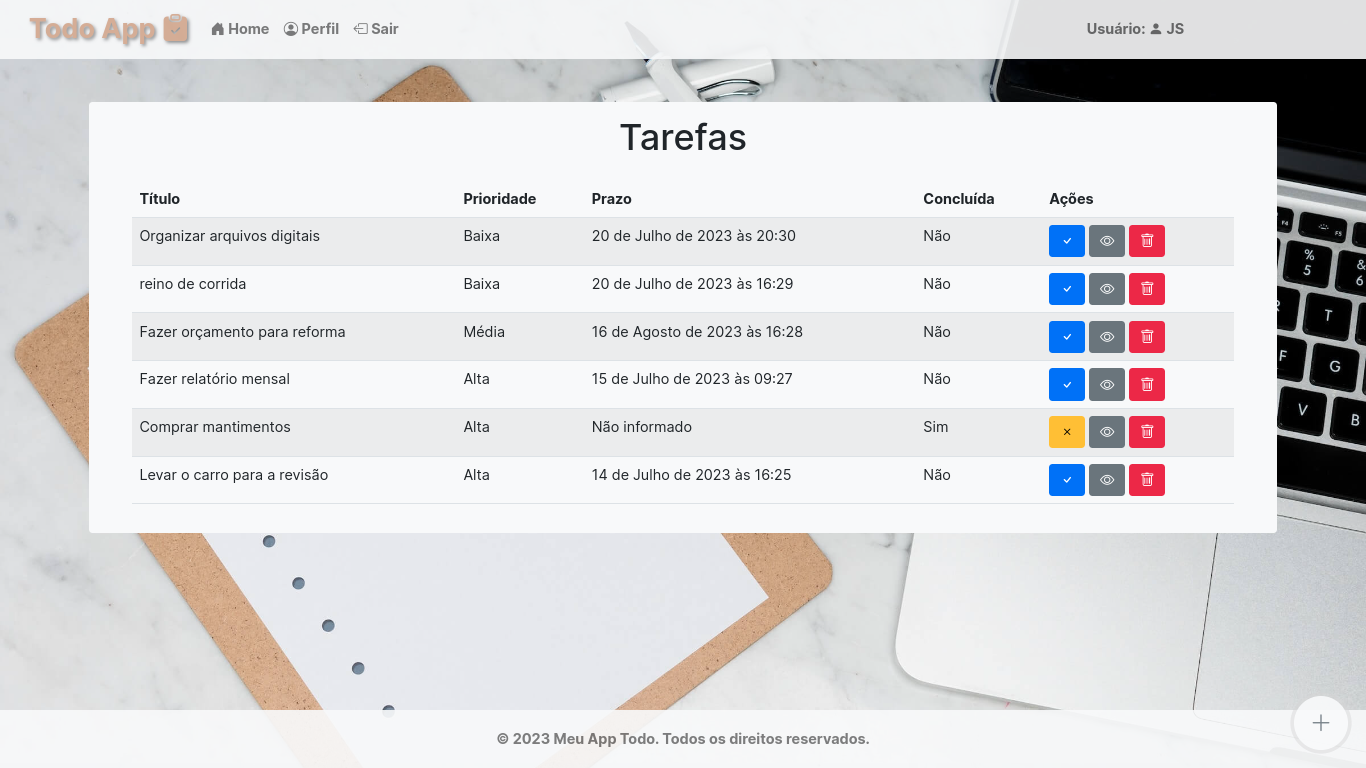 Todo App Home Perfil Sair Usuário: JS
Tarefas
Título Prioridade Prazo Concluída Ações
Organizar arquivos digitais Baixa 20 de Julho de 2023 às 20:30 Não
reino de corrida Baixa 20 de Julho de 2023 às 16:29 Não
Fazer orçamento para reforma Média 16 de Agosto de 2023 às 16:28 Não
Fazer relatório mensal Alta 15 de Julho de 2023 às 09:27 Não
Comprar mantimentos Alta Não informado Sim
Levar o carro para a revisão Alta 14 de Julho de 2023 às 16:25 Não
F4 F5
% 5 & 6
R T
F G
V B
© 2023 Meu App Todo. Todos os direitos reservados.